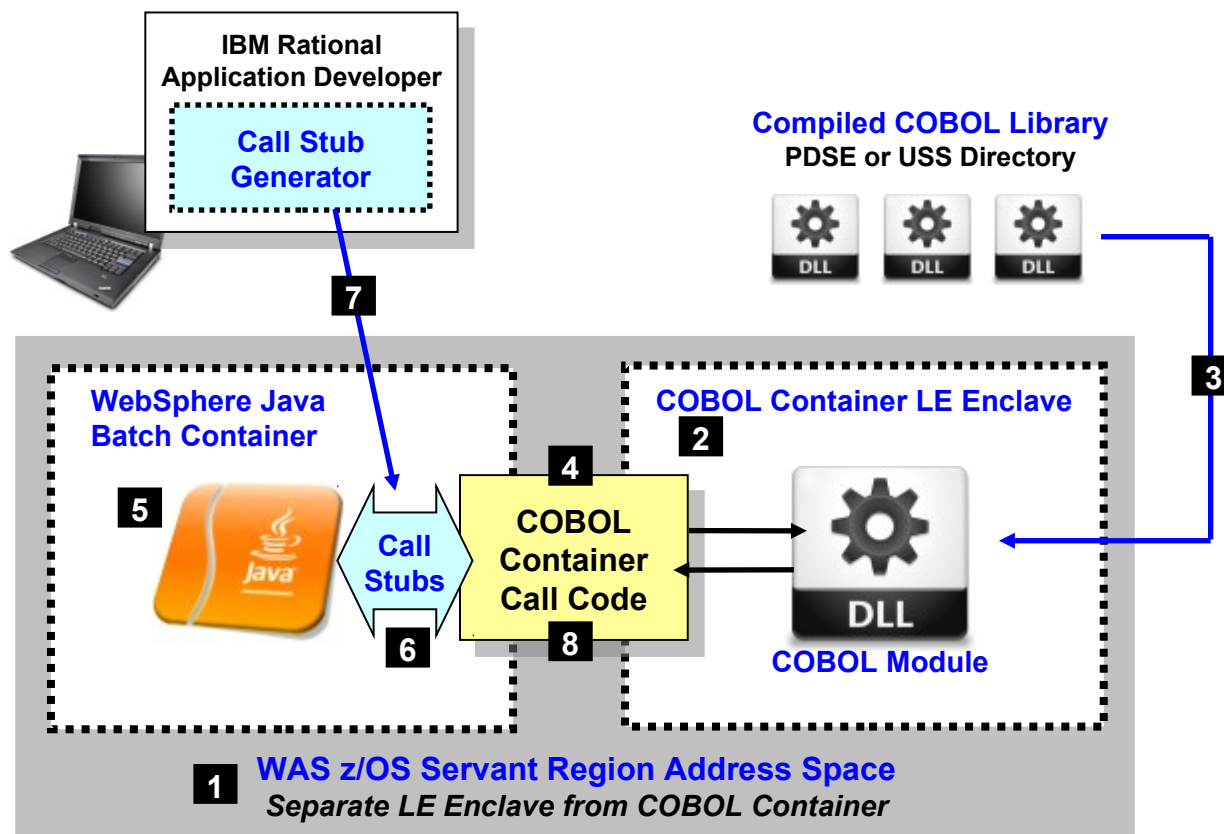 IBM Rational
Application Developer
Call Stub
Generator
Compiled COBOL Library
PDSE or USS Directory
DLL
DLL
DLL
7
3
WebSphere Java
Batch Container
COBOL Container LE Enclave
2
4
5
Java
Call
Stubs
6
COBOL
Container
Call Code
8
DLL
COBOL Module
1
WAS z/OS Servant Region Address Space
Separate LE Enclave from COBOL Container